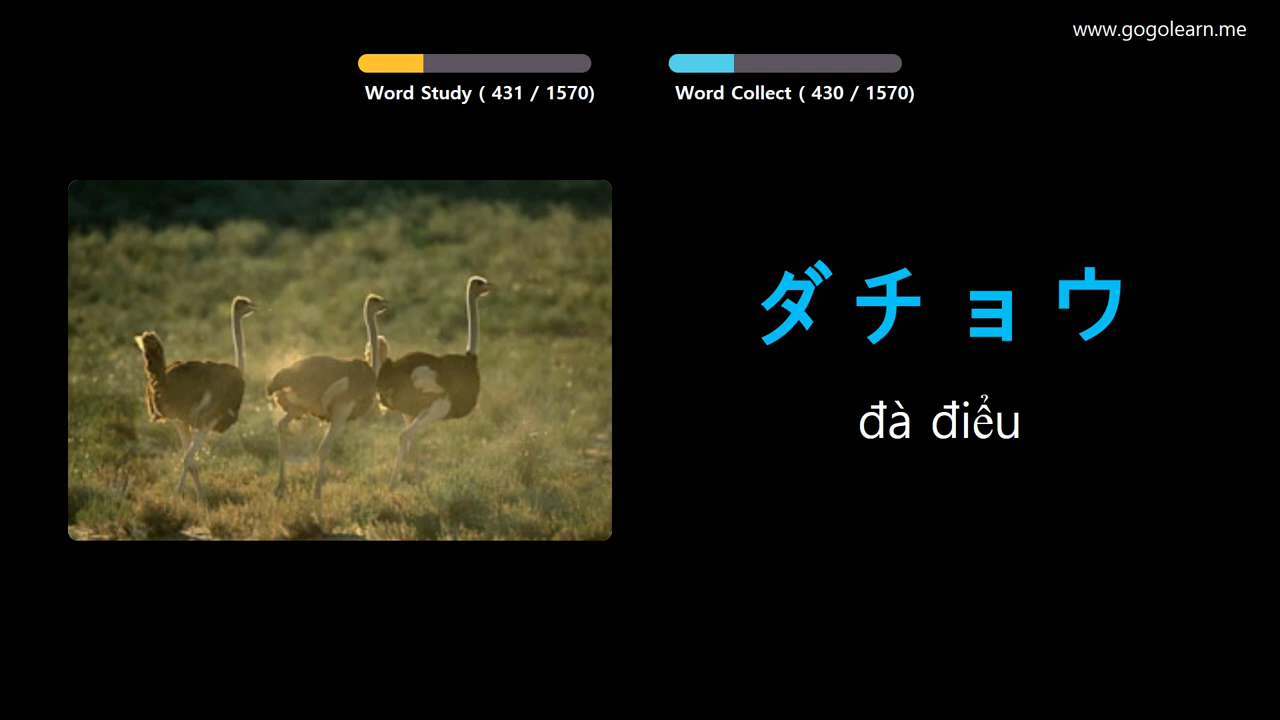 www.gogolearn.me
Word Study ( 431 / 1570)
Word Collect ( 430 / 1570)
ダチョウ
đà điểu